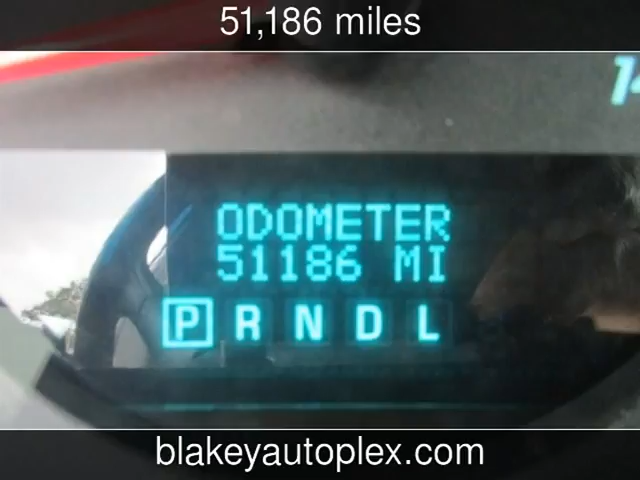 51,186 miles
ODOMETER
51186 MI
P R N D L
blakeyautoplex.com